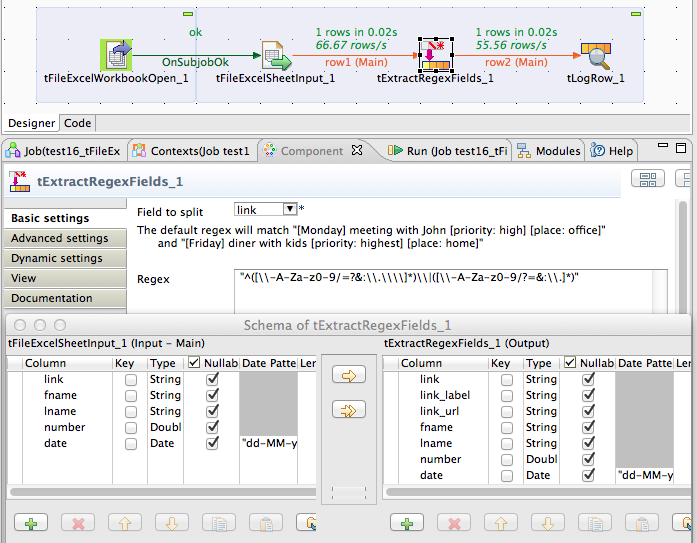 ok
OnSubjobOk
1 rows in 0.02s
66.67 rows/s
row1 (Main)
1 rows in 0.02s
55.56 rows/s
row2 (Main)
tFileExcelWorkbookOpen_1
tFileExcelSheetInput_1
tExtractRegexFields_1
tLogRow_1
Designer Code
Job(test16_tFileEx
Contexts(Job test1
Component
Run (Job test16_tFi
Modules
Help
tExtractRegexFields_1
Basic settings
Advanced settings
Dynamic settings
View
Documentation
Field to split link *
The default regex will match "[Monday] meeting with John [priority: high] [place: office]"
and "[Friday] diner with kids [priority: highest] [place: home]"
Regex "^([\\-A-Za-z0-9/=?&:\\.\\\\]*)\\|([\\-A-Za-z0-9/?=&:\\.]*)"
Schema of tExtractRegexFields_1
tFileExcelSheetInput_1 (Input - Main)
Column Key Type Nullab Date Patte Ler
link String
fname String
lname String
number Doubl
date Date "dd-MM-y
tExtractRegexFields_1 (Output)
Column Key Type Nullab Date Patte Ler
link String
link_label String
link_url String
fname String
lname String
number Doubl
date Date "dd-MM-y